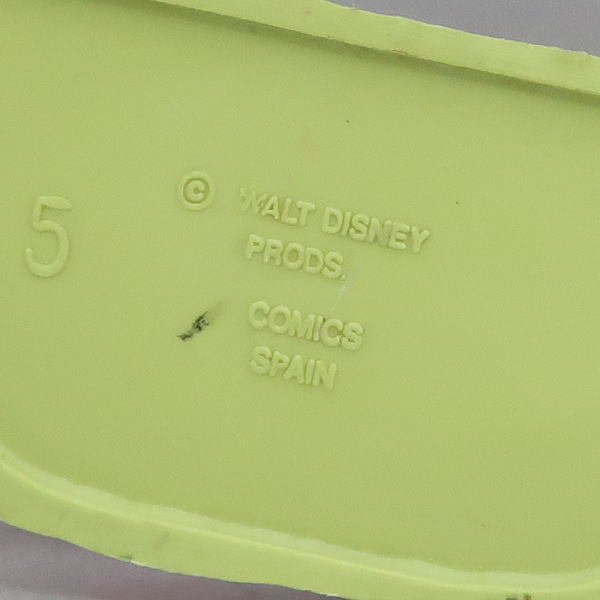 5
© WALT DISNEY
PRODS.
COMICS
SPAIN